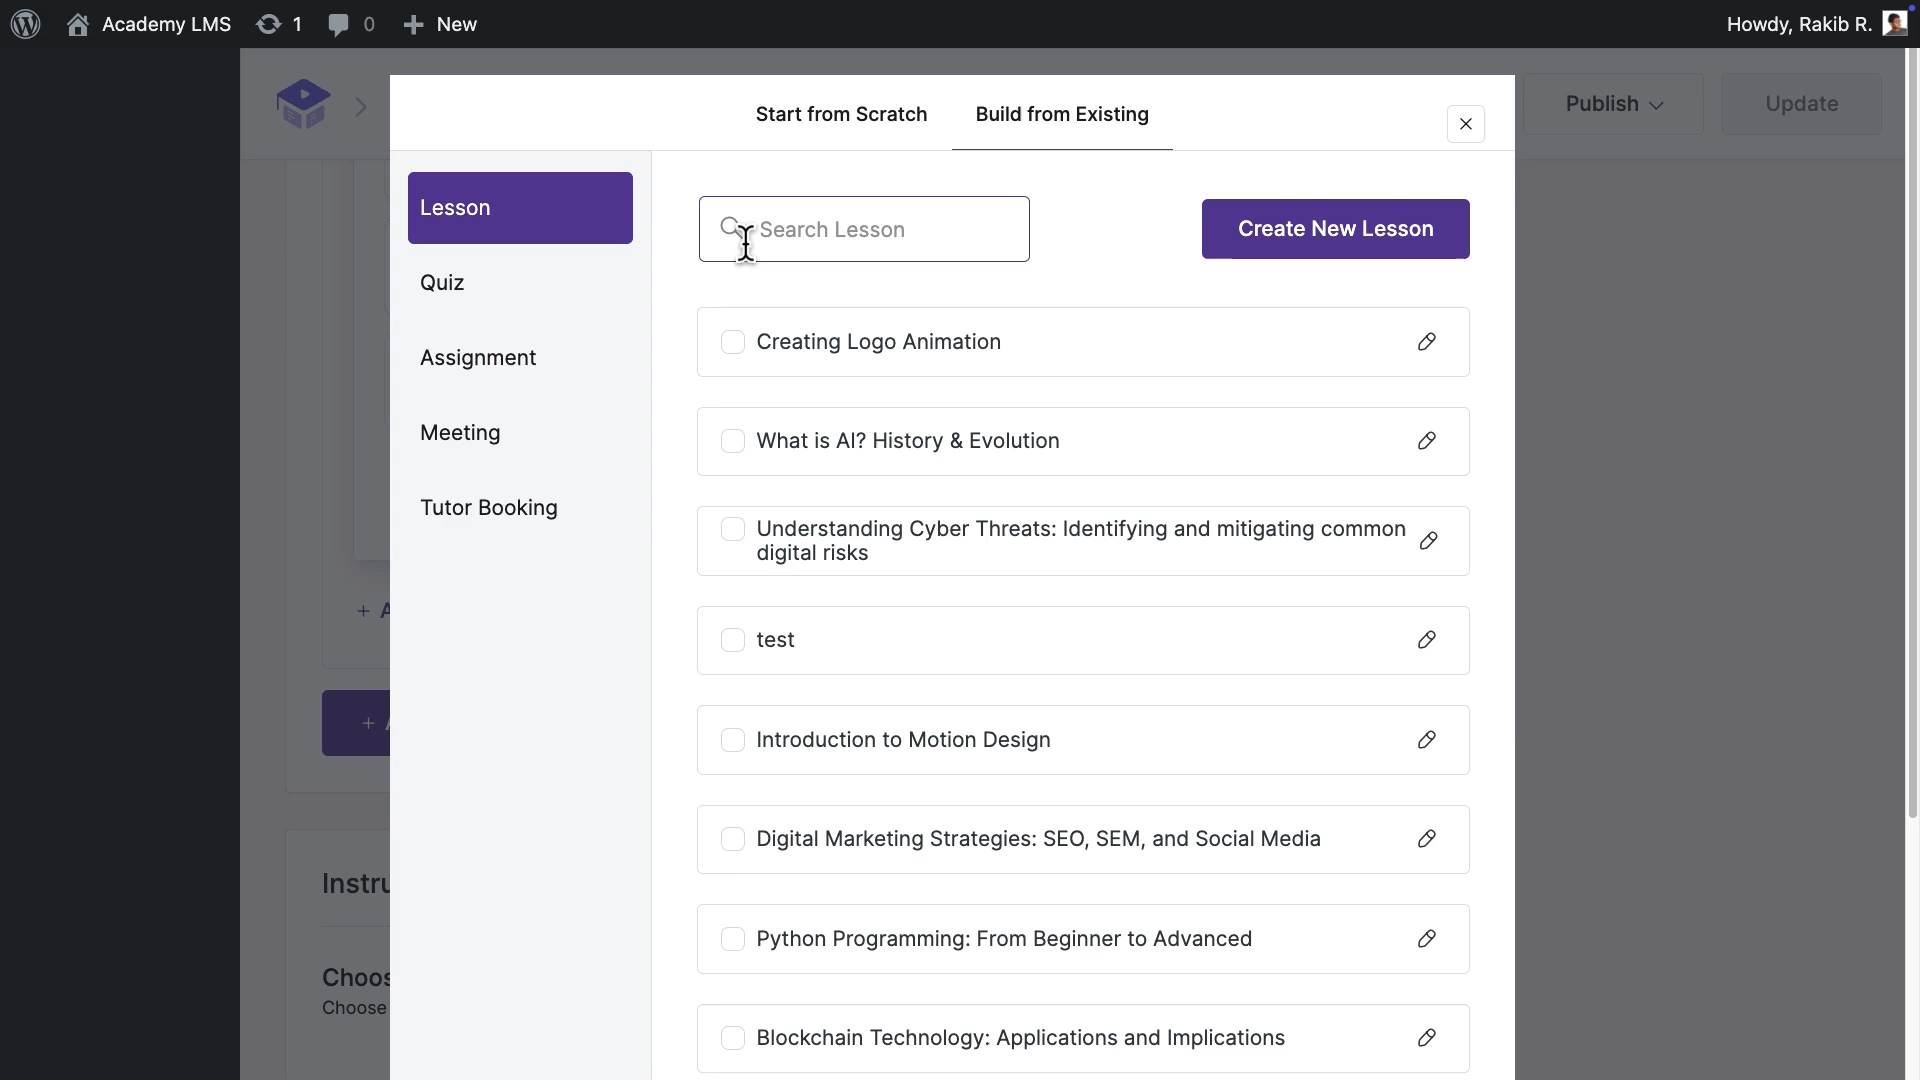 Academy LMS 1 0 New Howdy, Rakib R.
Start from Scratch Build from Existing Publish Update
Lesson
Quiz
Assignment
Meeting
Tutor Booking
Search Lesson Create New Lesson
Creating Logo Animation
What is AI? History & Evolution
Understanding Cyber Threats: Identifying and mitigating common
digital risks
test
Introduction to Motion Design
Digital Marketing Strategies: SEO, SEM, and Social Media
Python Programming: From Beginner to Advanced
Blockchain Technology: Applications and Implications
+ A
+
Instru
Choos
Choose